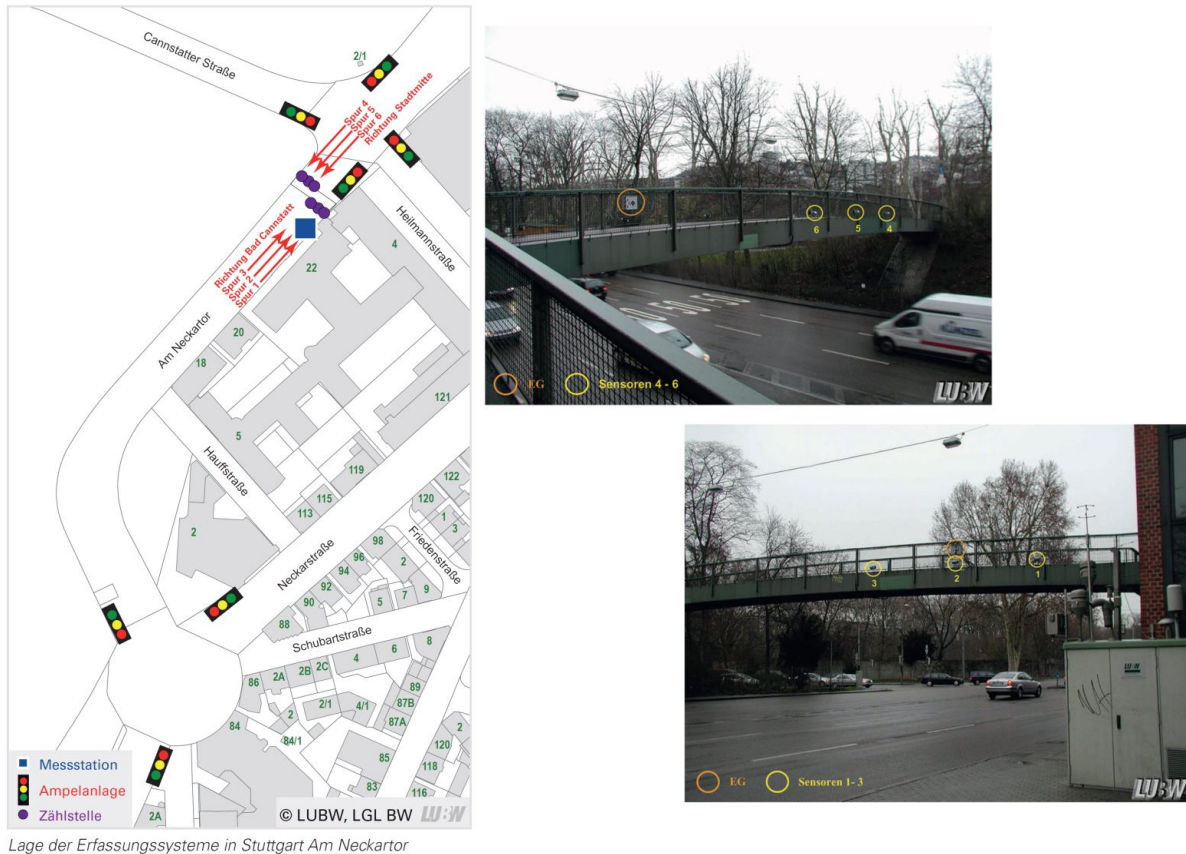 Cannstatter Straße
2/1
Spur 4
Spur 5
Spur 6
Richtung Stadtmitte
Richtung Bad Cannstatt
Spur 3
Spur 2
Spur 1
Heilmannstraße
4
22
Am Neckartor
20
18
121
5
Hauffstraße
119
115
113
122
120
1
3
2
98
96
94
92
90
88
2
Friedenstraße
Neckarstraße
5
7
9
Schubartstraße
8
6
4
2C
2B
2A
86
89
87B
87A
2/1
4/1
2
84
84/1
85
83
2
120
118
116
2A
Messstation
Ampelanlage
Zählstelle
© LUBW, LGL BW LUBW
6 5 4
EG Sensoren 4 - 6
LUBW
3 2 1
LUBW
EG Sensoren 1- 3
LUBW
Lage der Erfassungssysteme in Stuttgart Am Neckartor